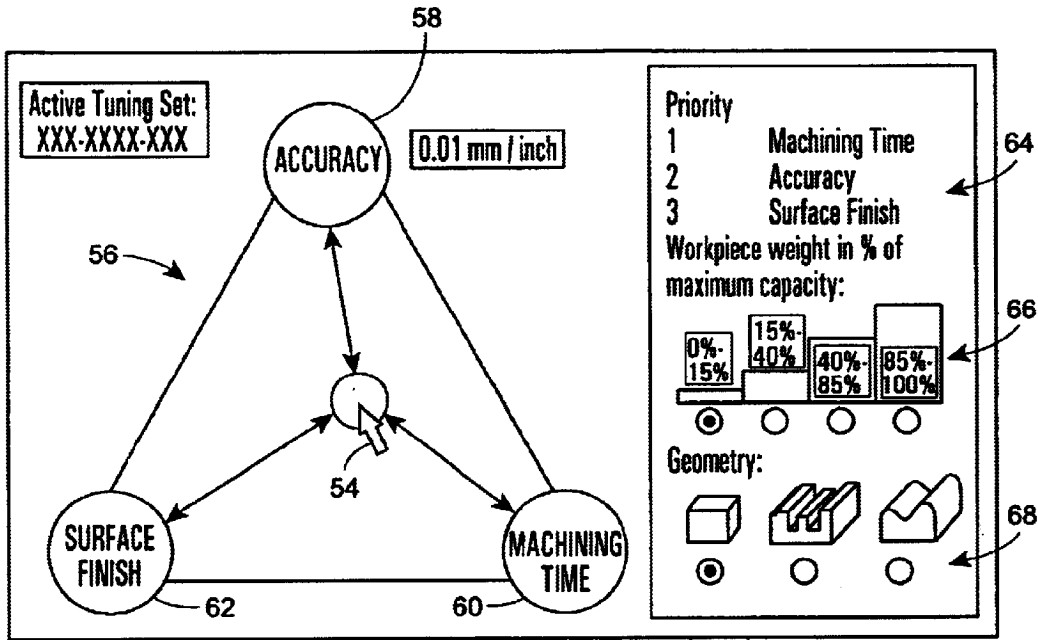 58
Active Tuning Set:
XXX-XXXX-XXX
ACCURACY
0.01 mm / inch
56
54
SURFACE
FINISH
62
MACHINING
TIME
60
Priority
1 Machining Time
2 Accuracy
3 Surface Finish
64
Workpiece weight in % of
maximum capacity:
0%-
15%
15%-
40%
40%-
85%
85%-
100%
66
Geometry:
68